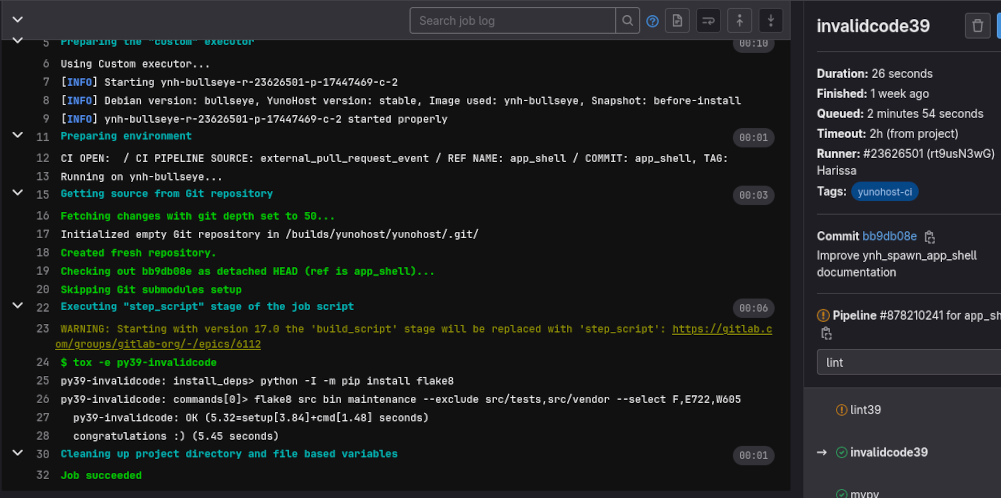 Search job log
5 Preparing the "custom" executor 00:10
6 Using Custom executor...
7 [INFO] Starting ynh-bullseye-r-23626501-p-17447469-c-2
8 [INFO] Debian version: bullseye, YunoHost version: stable, Image used: ynh-bullseye, Snapshot: before-install
9 [INFO] ynh-bullseye-r-23626501-p-17447469-c-2 started properly
11 Preparing environment 00:01
12 CI OPEN:  / CI PIPELINE SOURCE: external_pull_request_event / REF NAME: app_shell / COMMIT: app_shell, TAG:
13 Running on ynh-bullseye...
15 Getting source from Git repository 00:03
16 Fetching changes with git depth set to 50...
17 Initialized empty Git repository in /builds/yunohost/yunohost/.git/
18 Created fresh repository.
19 Checking out bb9db08e as detached HEAD (ref is app_shell)...
20 Skipping Git submodules setup
22 Executing "step_script" stage of the job script 00:06
23 WARNING: Starting with version 17.0 the 'build_script' stage will be replaced with 'step_script': https://gitlab.c
om/groups/gitlab-org/-/epics/6112
24 $ tox -e py39-invalidcode
25 py39-invalidcode: install_deps> python -I -m pip install flake8
26 py39-invalidcode: commands[0]> flake8 src bin maintenance --exclude src/tests,src/vendor --select F,E722,W605
27 py39-invalidcode: OK (5.32=setup[3.84]+cmd[1.48] seconds)
28 congratulations :) (5.45 seconds)
30 Cleaning up project directory and file based variables 00:01
32 Job succeeded
invalidcode39
Duration: 26 seconds
Finished: 1 week ago
Queued: 2 minutes 54 seconds
Timeout: 2h (from project)
Runner: #23626501 (rt9usN3wG)
Harissa
Tags: yunohost-ci
Commit bb9db08e
Improve ynh_spawn_app_shell
documentation
Pipeline #878210241 for app_sh
lint
lint39
→ invalidcode39
mypy